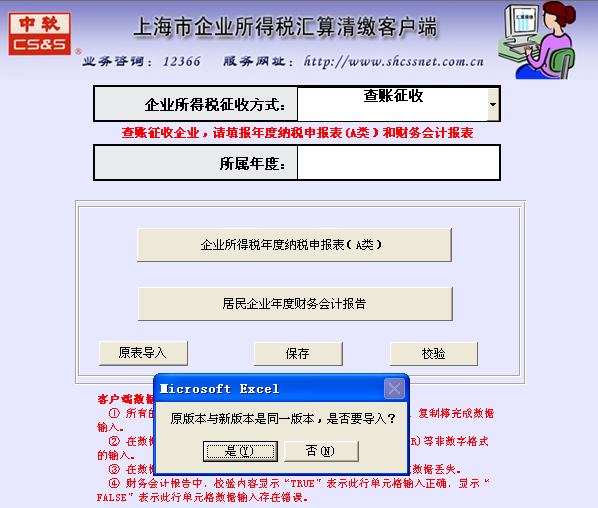 中软
CS&S ®
上海市企业所得税汇算清缴客户端
业务咨询：12366 服务网址：http://www.shcssnet.com.cn
企业所得税征收方式： 查账征收
查账征收企业，请填报年度纳税申报表(A类)和财务会计报表
所属年度：
企业所得税年度纳税申报表(A类)
居民企业年度财务会计报告
原表导入 保存 校验
Microsoft Excel
原版本与新版本是同一版本，是否要导入？
是(Y) 否(N)
客户端数据
① 所有的 复制移完成数据
输入。
② 在数据 R)等非数字格式
的输入。
③ 在数 数据丢失。
④ 财务会计报告中，校验内容显示“TRUE”表示此行单元格输入正确，显示“
FALSE”表示此行单元格数据输入存在错误。